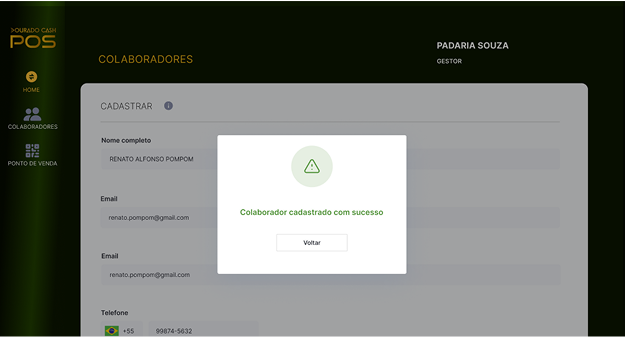 DOURADO CASH
POS
HOME
COLABORADORES
PONTO DE VENDA
COLABORADORES
PADARIA SOUZA
GESTOR
CADASTRAR
Nome completo
RENATO ALFONSO POMPOM
Email
renato.pompom@gmail.com
Email
renato.pompom@gmail.com
Telefone
+55 99874-5632
Colaborador cadastrado com sucesso
Voltar